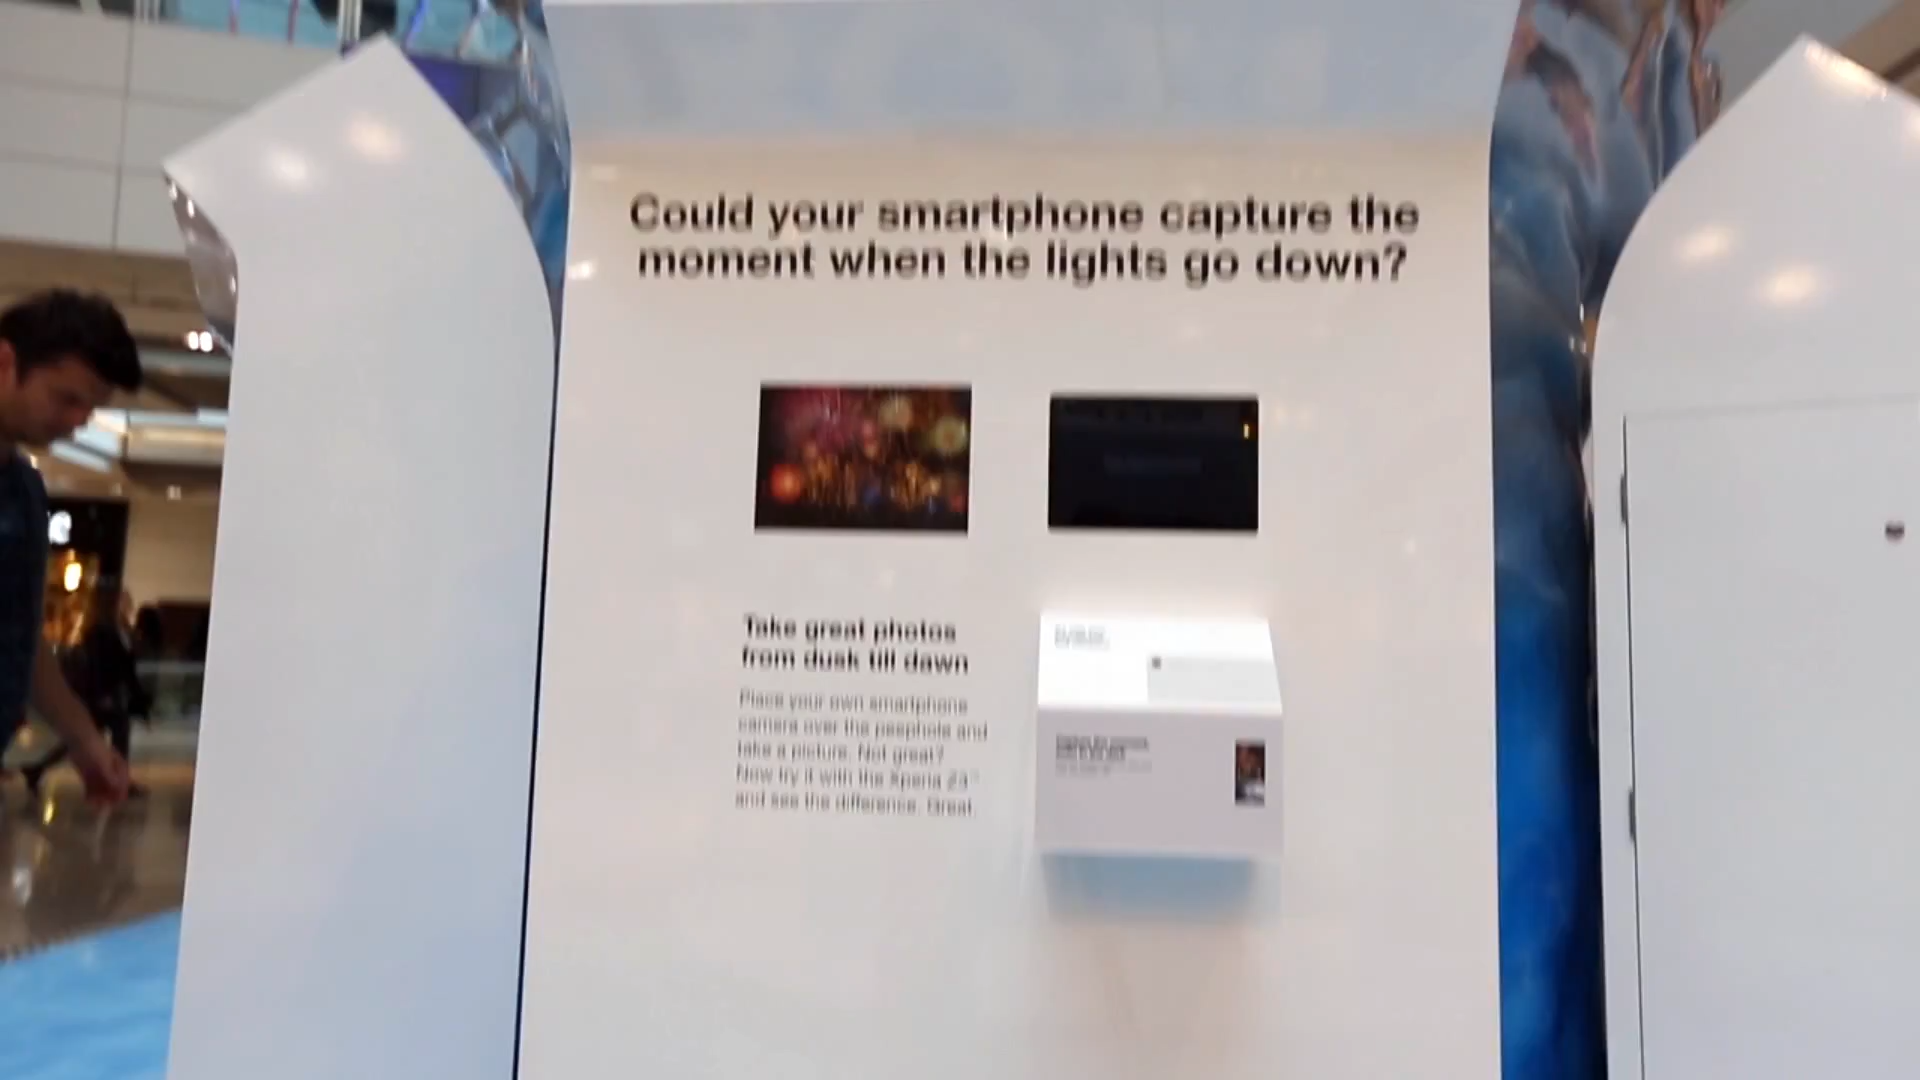 Could your smartphone capture the
moment when the lights go down?
Take great photos
from dusk till dawn
Place your own smartphone
camera over the peephole and
take a picture. Not great?
Now try it with the Xperia Z3
and see the difference. Great.